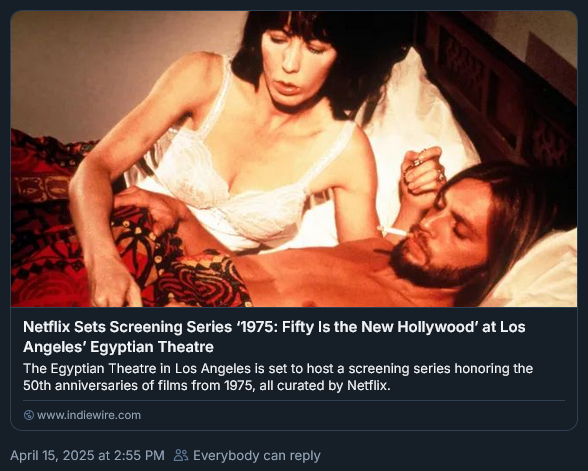 Netflix Sets Screening Series ‘1975: Fifty Is the New Hollywood’ at Los
Angeles’ Egyptian Theatre
The Egyptian Theatre in Los Angeles is set to host a screening series honoring the
50th anniversaries of films from 1975, all curated by Netflix.
www.indiewire.com
April 15, 2025 at 2:55 PM Everybody can reply